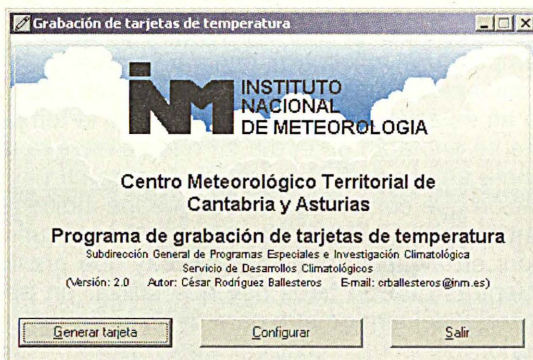 Grabación de tarjetas de temperatura
INM INSTITUTO
NACIONAL
DE METEOROLOGIA
Centro Meteorológico Territorial de
Cantabria y Asturias
Programa de grabación de tarjetas de temperatura
Subdirección General de Programas Especiales e Investigación Climatológica
Servicio de Desarrollos Climatológicos
(Versión: 2.0 Autor: César Rodríguez Ballesteros E-mail: crballesteros@inm.es)
Generar tarjeta Configurar Salir